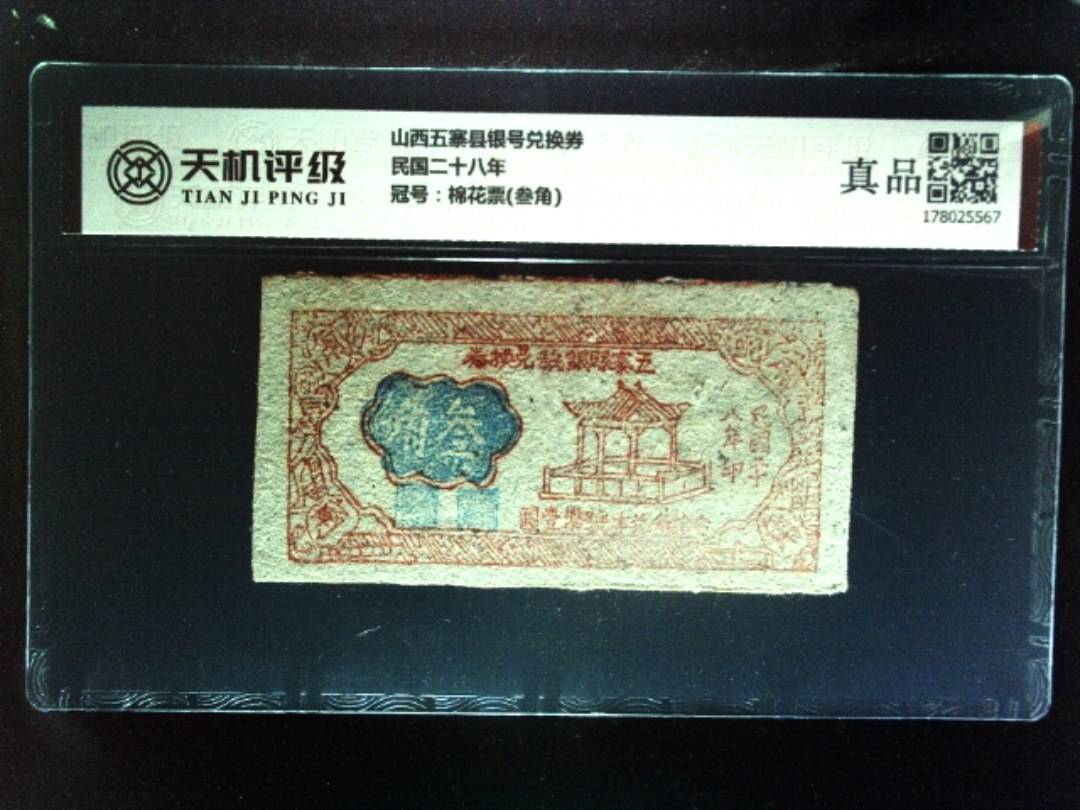 天机评级
TIAN JI PING JI
山西五寨县银号兑换券
民国二十八年
冠号：棉花票(叁角)
真品
178025567
五寨縣銀號兌換券
叁角
民國二十
八年印